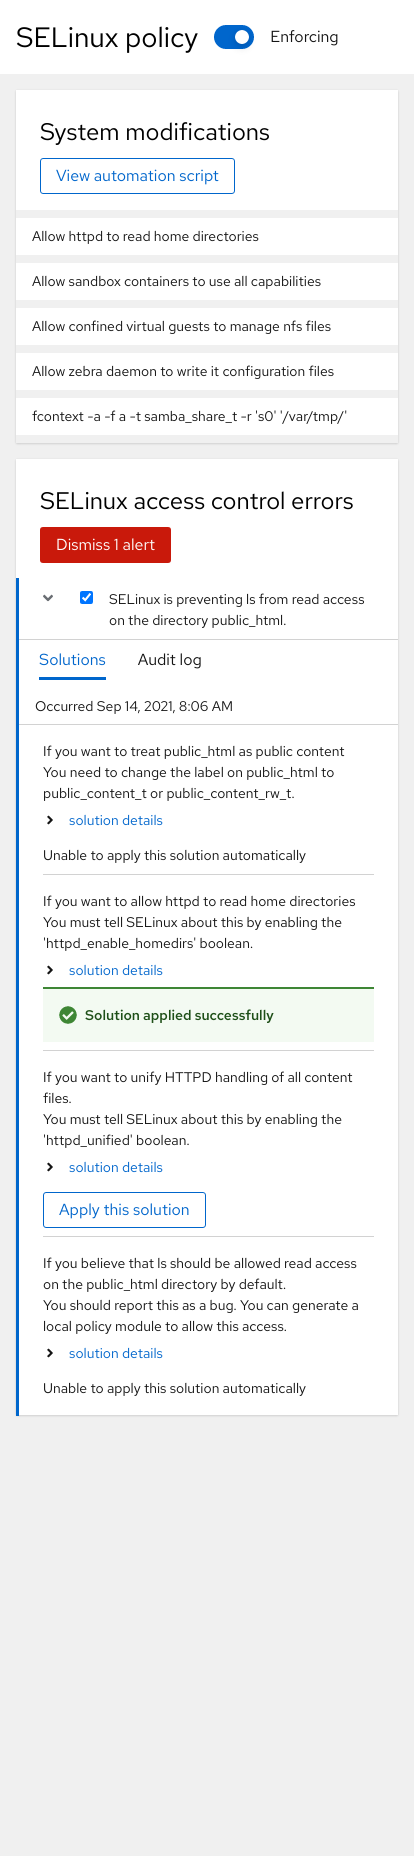 SELinux policy Enforcing
System modifications
View automation script
Allow httpd to read home directories
Allow sandbox containers to use all capabilities
Allow confined virtual guests to manage nfs files
Allow zebra daemon to write it configuration files
fcontext -a -f a -t samba_share_t -r 's0' '/var/tmp/'
SELinux access control errors
Dismiss 1 alert
SELinux is preventing ls from read access
on the directory public_html.
Solutions Audit log
Occurred Sep 14, 2021, 8:06 AM
If you want to treat public_html as public content
You need to change the label on public_html to
public_content_t or public_content_rw_t.
solution details
Unable to apply this solution automatically
If you want to allow httpd to read home directories
You must tell SELinux about this by enabling the
'httpd_enable_homedirs' boolean.
solution details
Solution applied successfully
If you want to unify HTTPD handling of all content
files.
You must tell SELinux about this by enabling the
'httpd_unified' boolean.
solution details
Apply this solution
If you believe that ls should be allowed read access
on the public_html directory by default.
You should report this as a bug. You can generate a
local policy module to allow this access.
solution details
Unable to apply this solution automatically